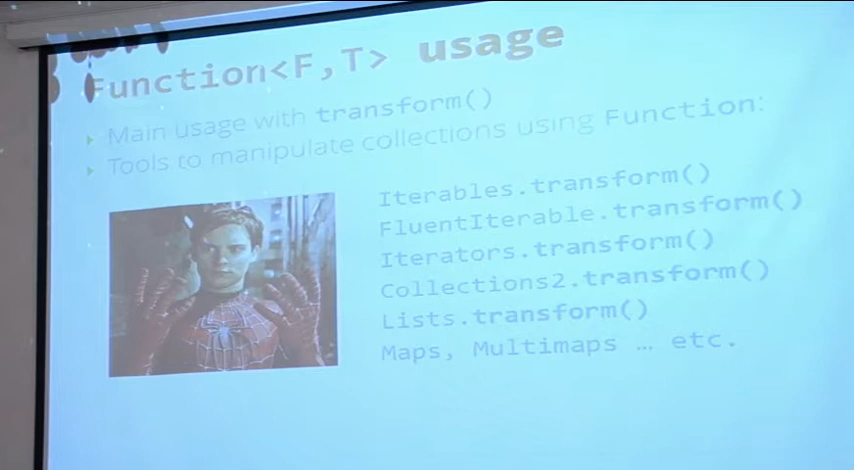 Function<F,T> usage
Main usage with transform()
Tools to manipulate collections using Function:
Iterables.transform()
FluentIterable.transform()
Iterators.transform()
Collections2.transform()
Lists.transform()
Maps, Multimaps … etc.